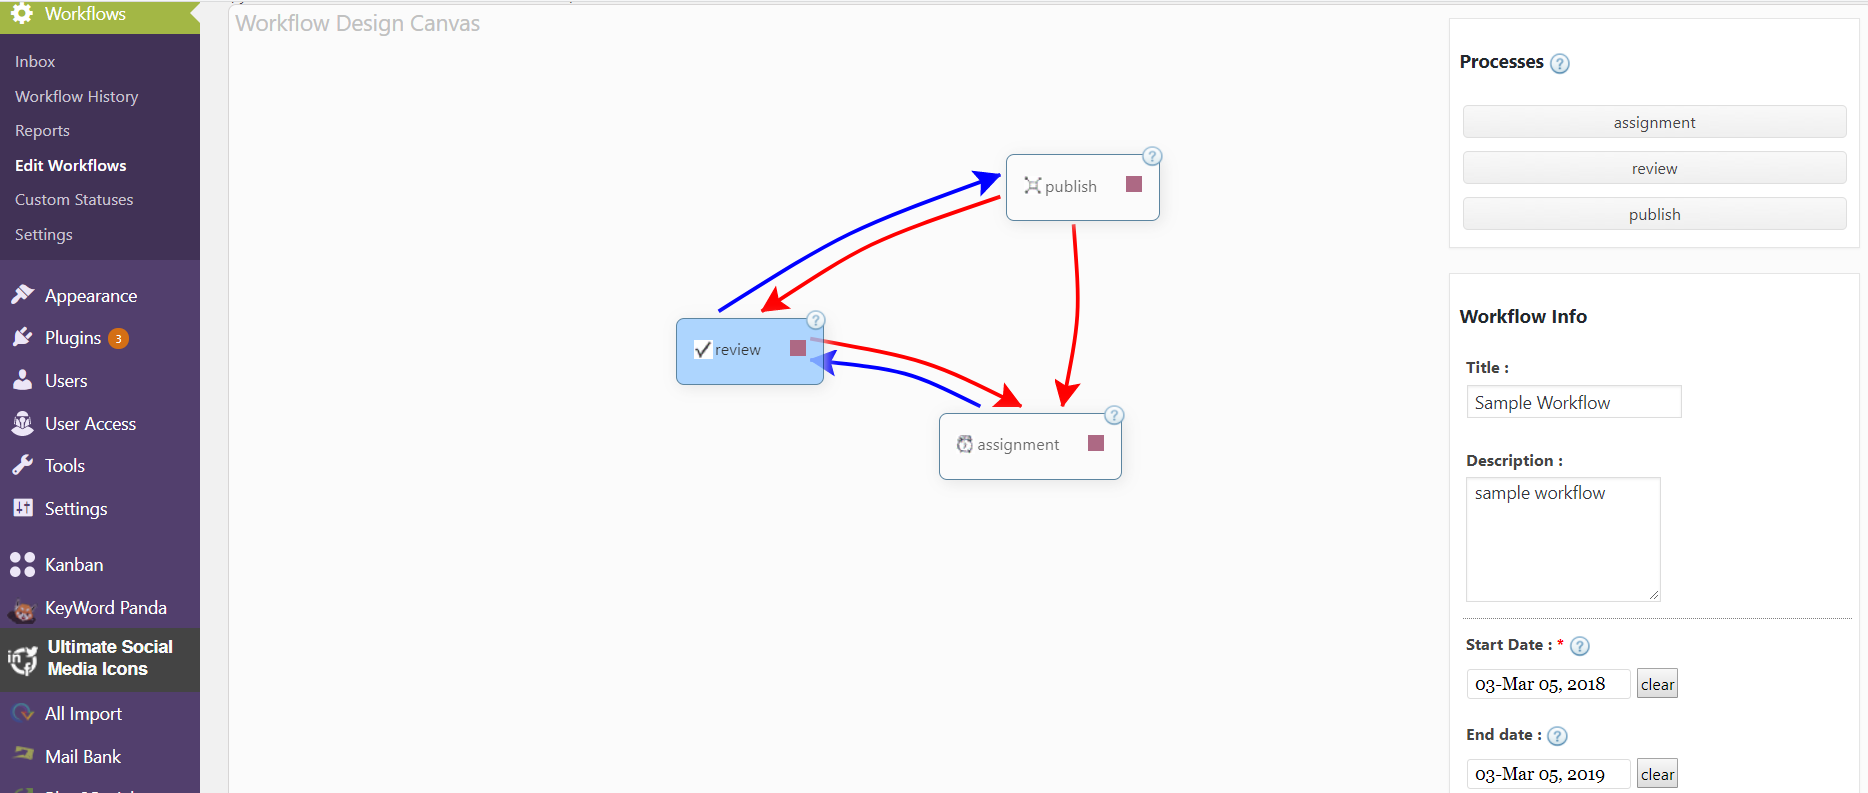 Workflows
Inbox
Workflow History
Reports
Edit Workflows
Custom Statuses
Settings
Appearance
Plugins 3
Users
User Access
Tools
Settings
Kanban
KeyWord Panda
Ultimate Social
Media Icons
All Import
Mail Bank
Workflow Design Canvas
?
publish
?
review
?
assignment
Processes ?
assignment
review
publish
Workflow Info
Title :
Sample Workflow
Description :
sample workflow
Start Date : * ?
03-Mar 05, 2018 clear
End date : ?
03-Mar 05, 2019 clear